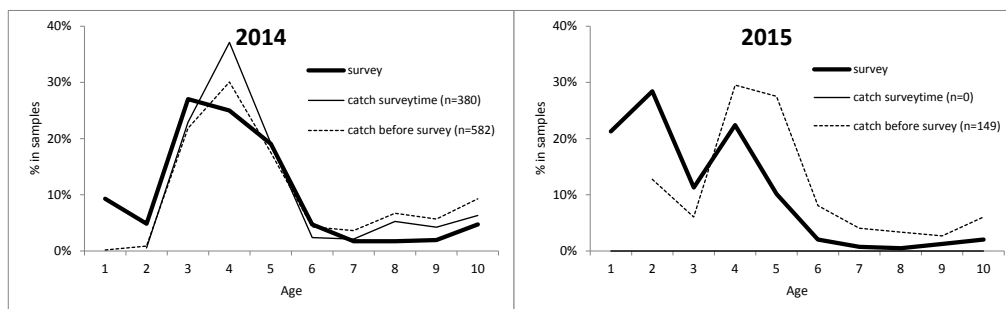 2014
40%
30%
20%
10%
0%
% in samples
survey
catch surveytime (n=380)
catch before survey (n=582)
1 2 3 4 5 6 7 8 9 10
Age
2015
40%
30%
20%
10%
0%
% in samples
survey
catch surveytime (n=0)
catch before survey (n=149)
1 2 3 4 5 6 7 8 9 10
Age